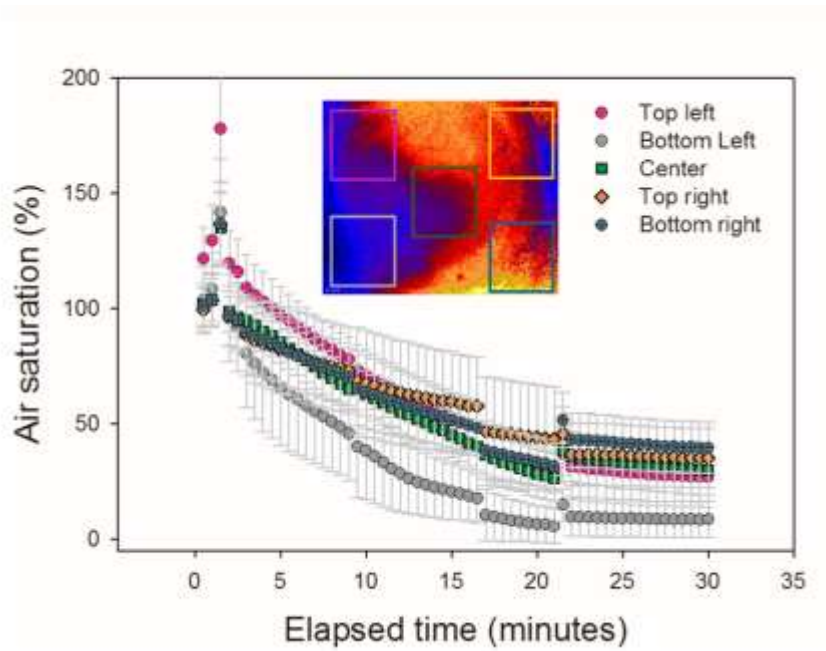 200
150
100
50
0
Air saturation (%)
Top left
Bottom Left
Center
Top right
Bottom right
0 5 10 15 20 25 30 35
Elapsed time (minutes)